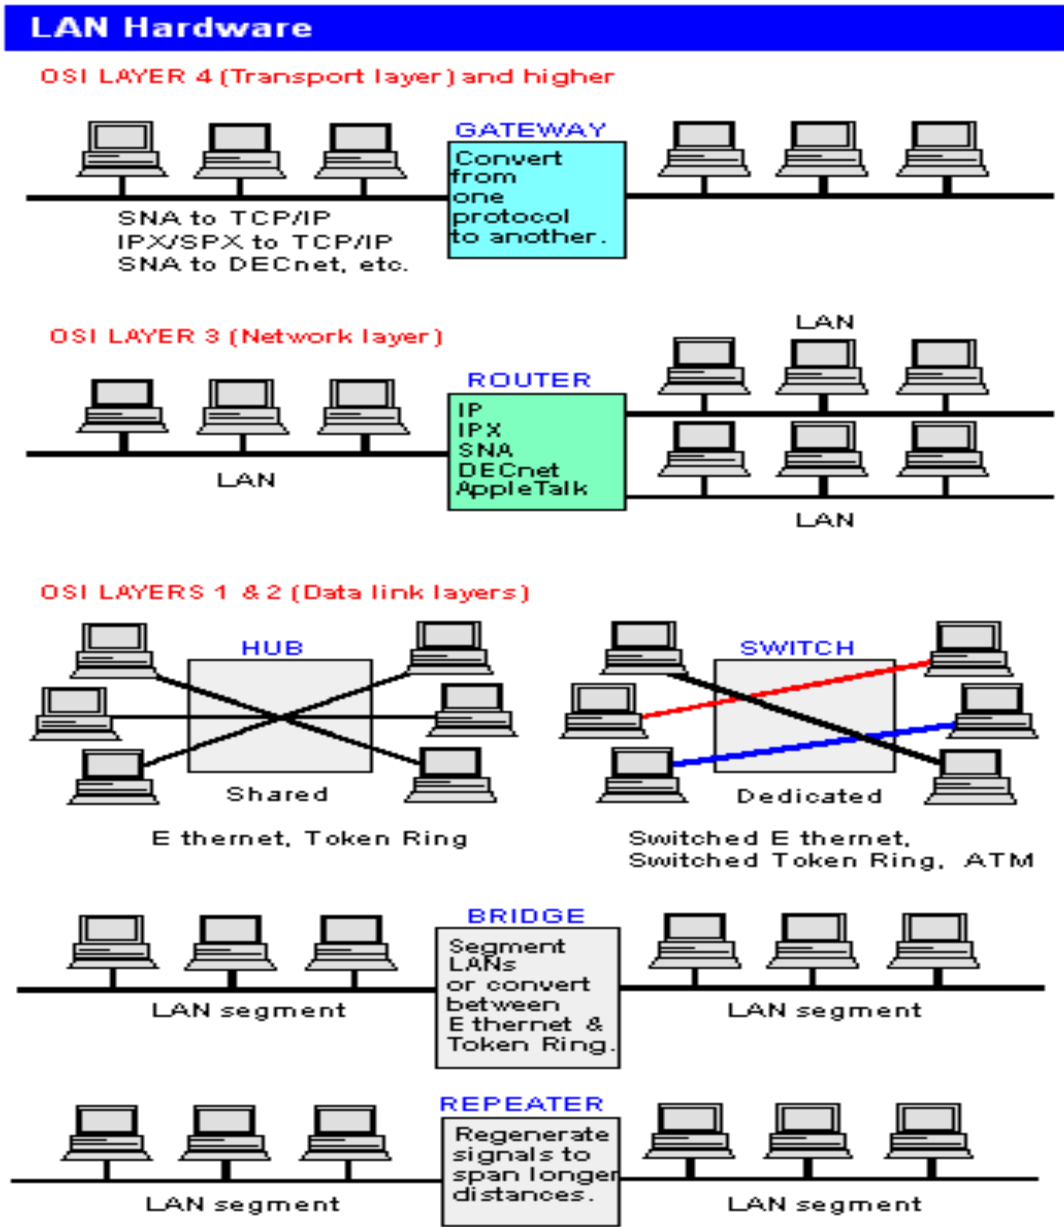 LAN Hardware
OSI LAYER 4 (Transport layer) and higher
GATEWAY
Convert
from
one
protocol
to another.
SNA to TCP/IP
IPX/SPX to TCP/IP
SNA to DECnet, etc.
OSI LAYER 3 (Network layer)
LAN
ROUTER
IP
IPX
SNA
DECnet
AppleTalk
LAN
LAN
OSI LAYERS 1 & 2 (Data link layers)
HUB
Shared
Ethernet, Token Ring
SWITCH
Dedicated
Switched Ethernet,
Switched Token Ring, ATM
BRIDGE
Segment
LANs
or convert
between
Ethernet &
Token Ring.
LAN segment
LAN segment
REPEATER
Regenerate
signals to
span longer
distances.
LAN segment
LAN segment